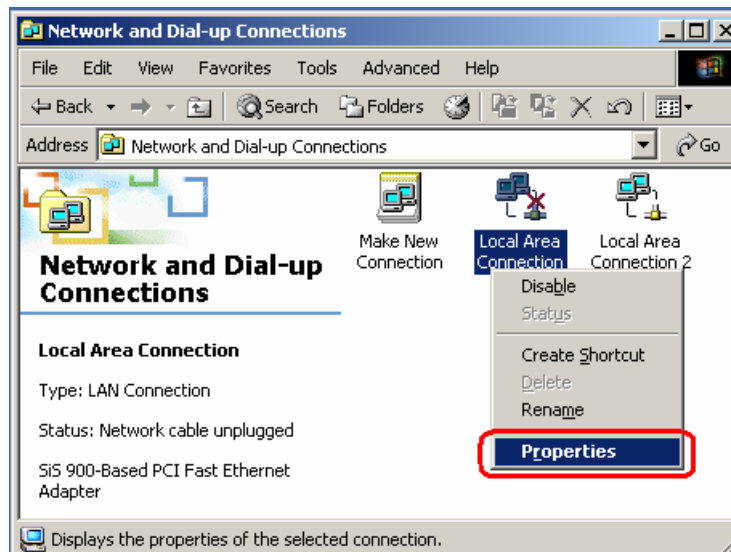 Network and Dial-up Connections
File Edit View Favorites Tools Advanced Help
Back Search Folders
Address Network and Dial-up Connections Go
Make New
Connection
Local Area
Connection
Local Area
Connection 2
Network and Dial-up
Connections
Local Area Connection
Type: LAN Connection
Status: Network cable unplugged
SiS 900-Based PCI Fast Ethernet
Adapter
Disable
Status
Create Shortcut
Delete
Rename
Properties
Displays the properties of the selected connection.